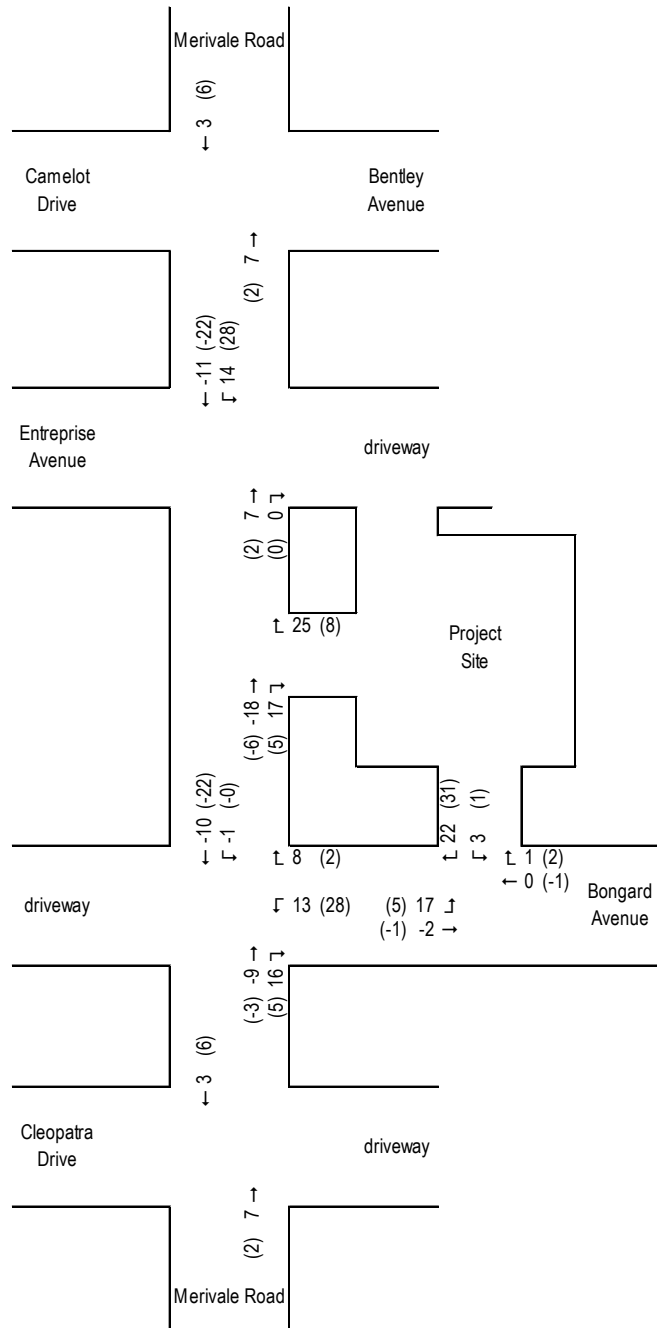 Merivale Road
← 3 (6)
Camelot
Drive
Bentley
Avenue
(2) 7 →
← -11 (-22)
↵ 14 (28)
Entreprise
Avenue
driveway
(2) 7 →
(0) 0 ↴
↱ 25 (8)
Project
Site
(-6) -18 →
(5) 17 ↴
← -10 (-22)
↵ -1 (-0)
22 (31)
3 (1)
8 (2)
1 (2)
← 0 (-1)
driveway
13 (28)
(5) 17
(-1) -2 →
Bongard
Avenue
(-3) -9 →
(5) 16 ↴
← 3 (6)
Cleopatra
Drive
driveway
(2) 7 →
Merivale Road